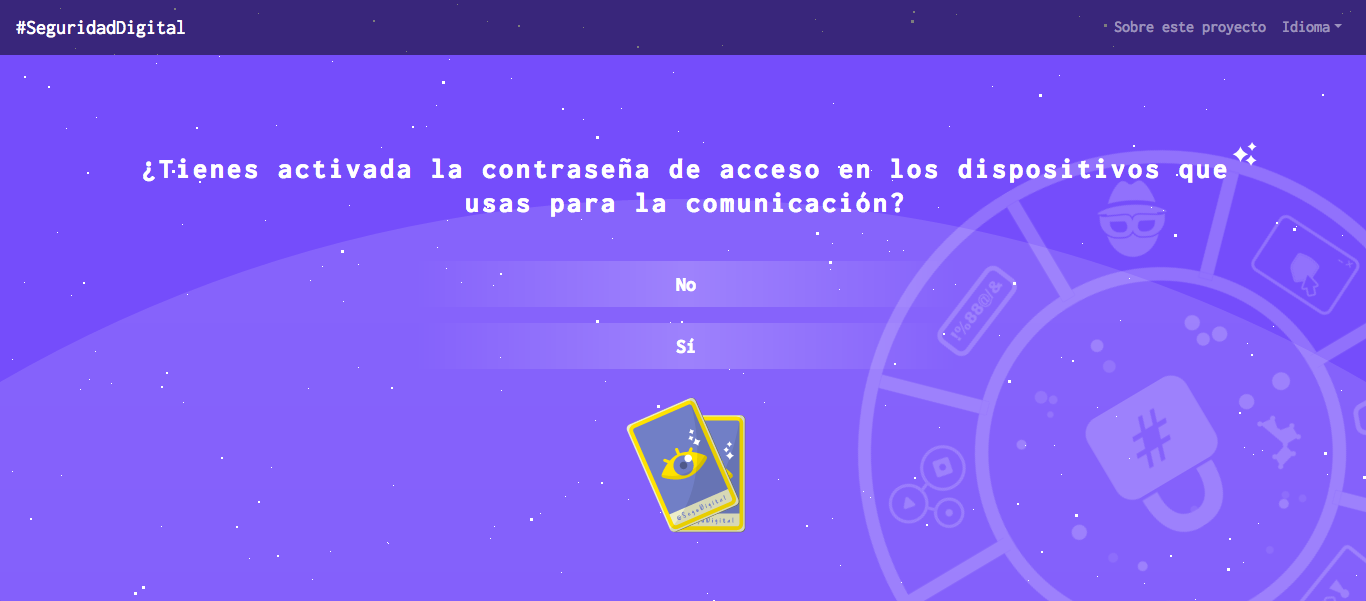 #SeguridadDigital
Sobre este proyecto
Idioma
¿Tienes activada la contraseña de acceso en los dispositivos que
usas para la comunicación?
No
Sí
!%88@&
#